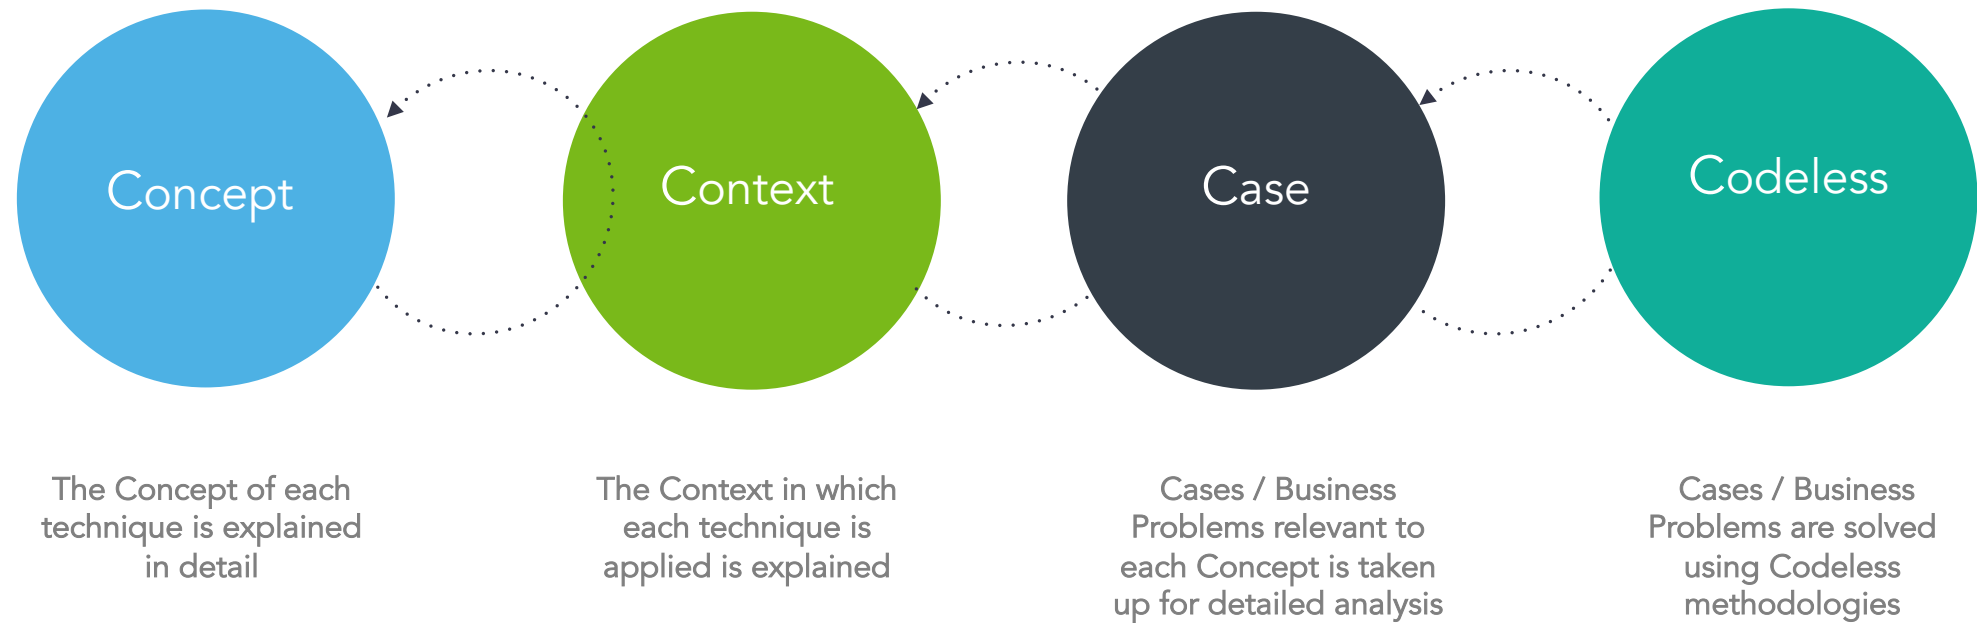 Concept
Context
Case
Codeless
The Concept of each
technique is explained
in detail
The Context in which
each technique is
applied is explained
Cases / Business
Problems relevant to
each Concept is taken
up for detailed analysis
Cases / Business
Problems are solved
using Codeless
methodologies